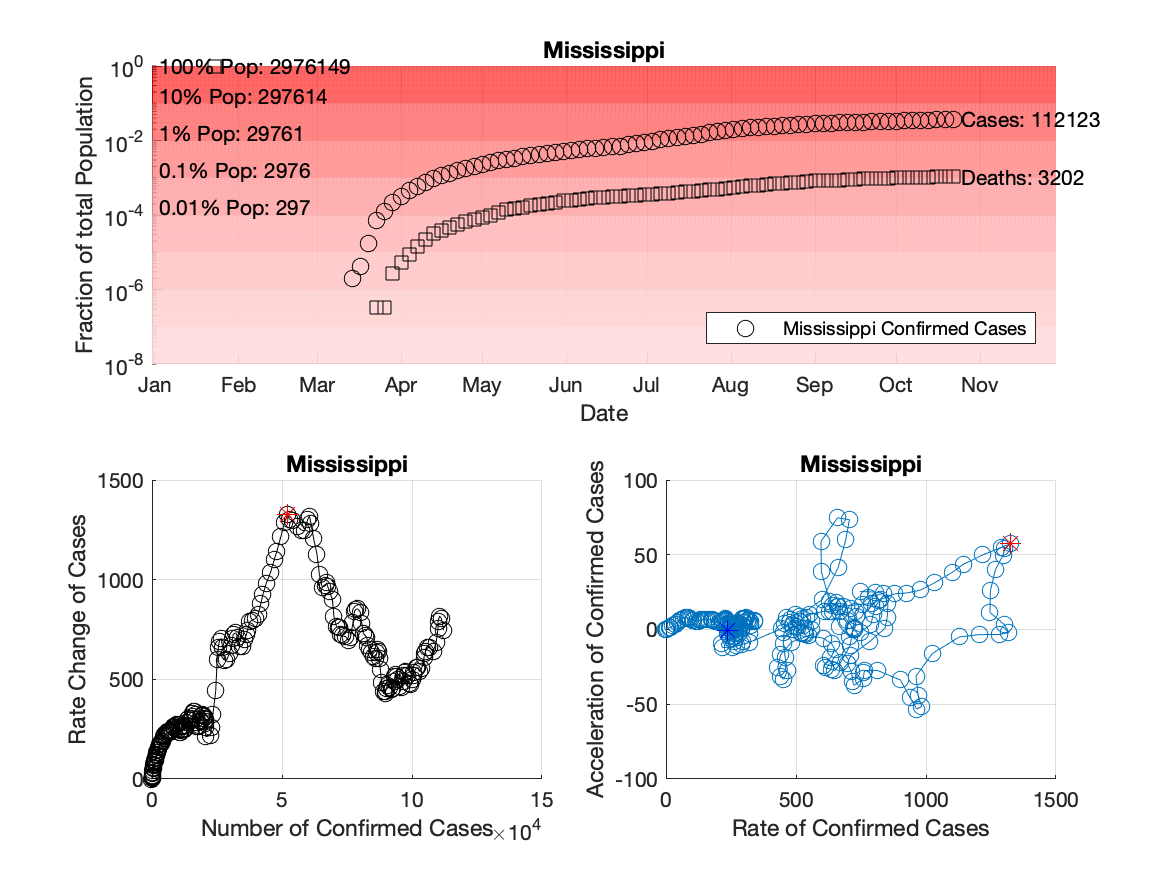 Mississippi
10^0
100% Pop: 2976149
10% Pop: 297614
10^-2
1% Pop: 29761
Cases: 112123
0.1% Pop: 2976
Deaths: 3202
10^-4
0.01% Pop: 297
10^-6
Mississippi Confirmed Cases
10^-8
Fraction of total Population
Jan Feb Mar Apr May Jun Jul Aug Sep Oct Nov
Date
Mississippi
1500
1000
500
0
Rate Change of Cases
0 5 10 15
Number of Confirmed Cases ×10^4
Mississippi
100
50
0
-50
-100
Acceleration of Confirmed Cases
0 500 1000 1500
Rate of Confirmed Cases